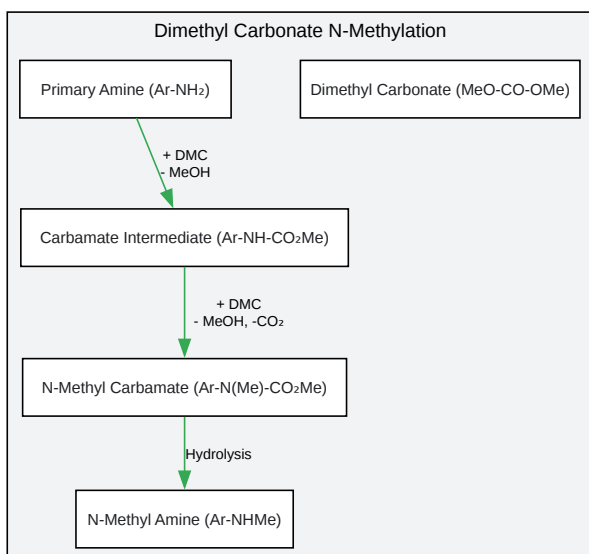 Dimethyl Carbonate N-Methylation
Primary Amine (Ar-NH₂)
Dimethyl Carbonate (MeO-CO-OMe)
+ DMC
- MeOH
Carbamate Intermediate (Ar-NH-CO₂Me)
+ DMC
- MeOH, -CO₂
N-Methyl Carbamate (Ar-N(Me)-CO₂Me)
Hydrolysis
N-Methyl Amine (Ar-NHMe)